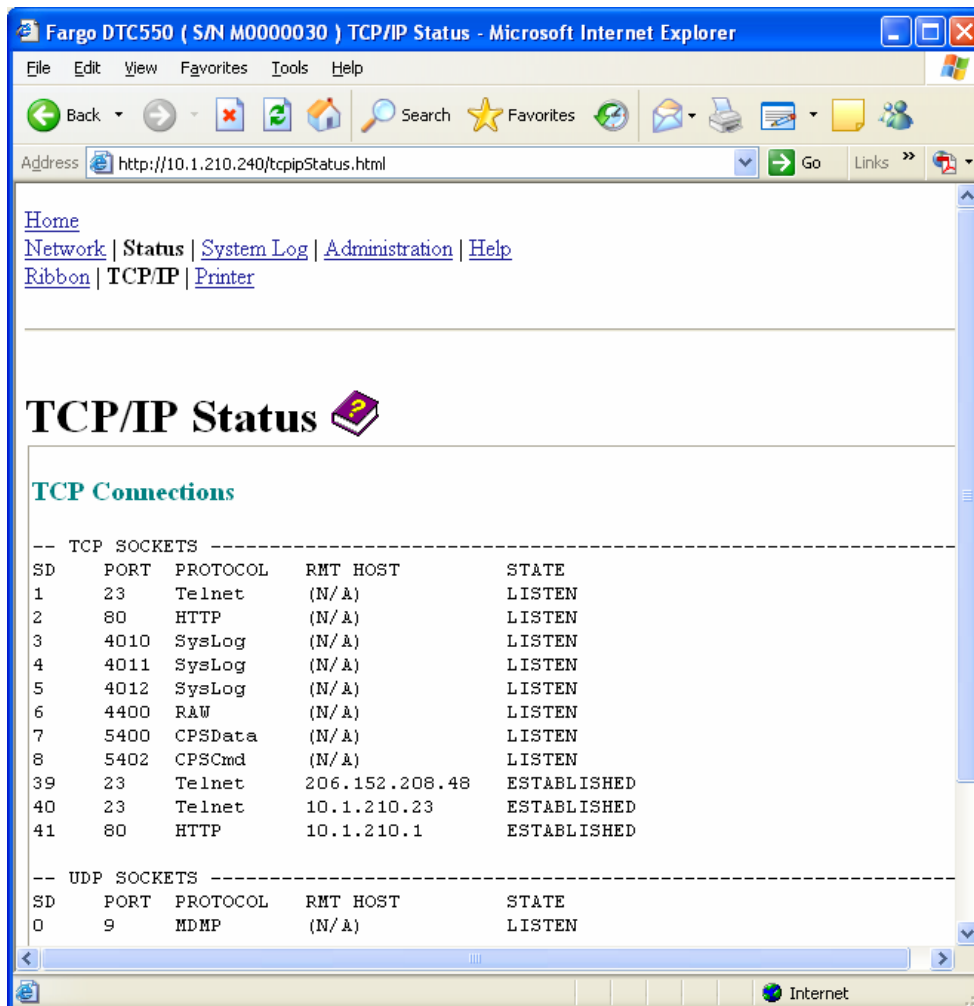 Fargo DTC550 ( S/N M0000030 ) TCP/IP Status - Microsoft Internet Explorer
File Edit View Favorites Tools Help
Back Search Favorites
Address http://10.1.210.240/tcpipStatus.html Go Links »
Home
Network | Status | System Log | Administration | Help
Ribbon | TCP/IP | Printer
TCP/IP Status ?
TCP Connections
-- TCP SOCKETS --------------------------------------------------------------
SD PORT PROTOCOL RMT HOST STATE
1 23 Telnet (N/A) LISTEN
2 80 HTTP (N/A) LISTEN
3 4010 SysLog (N/A) LISTEN
4 4011 SysLog (N/A) LISTEN
5 4012 SysLog (N/A) LISTEN
6 4400 RAW (N/A) LISTEN
7 5400 CPSData (N/A) LISTEN
8 5402 CPSCmd (N/A) LISTEN
39 23 Telnet 206.152.208.48 ESTABLISHED
40 23 Telnet 10.1.210.23 ESTABLISHED
41 80 HTTP 10.1.210.1 ESTABLISHED
-- UDP SOCKETS --------------------------------------------------------------
SD PORT PROTOCOL RMT HOST STATE
0 9 MDMP (N/A) LISTEN
Internet